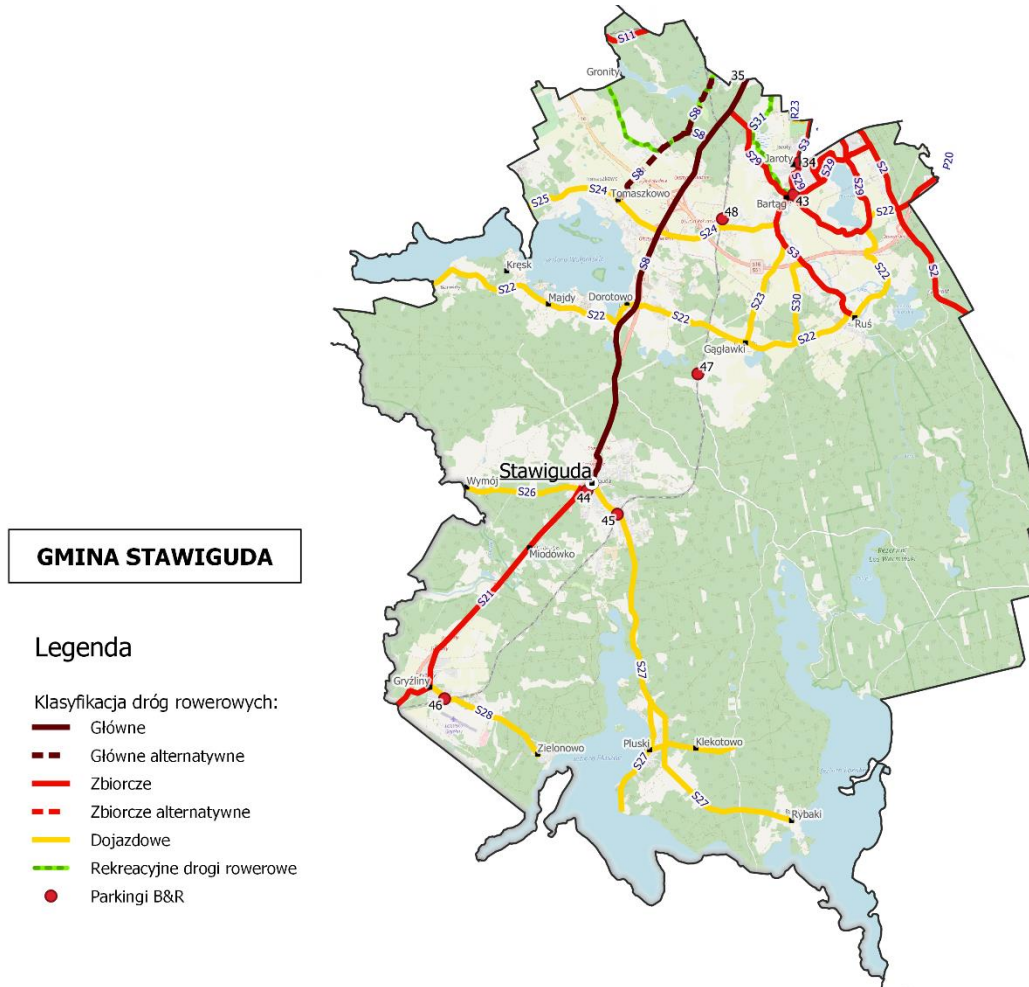 GMINA STAWIGUDA
Legenda
Klasyfikacja dróg rowerowych:
Główne
Główne alternatywne
Zbiorcze
Zbiorcze alternatywne
Dojazdowe
Rekreacyjne drogi rowerowe
Parkingi B&R
S11
Gronity
35
S8
S8
S8
S31
R23
S3
Jaroty
34
S29
S29
S29
S29
S2
P20
Bartąg
43
S25
S24
Tomaszkowo
48
S24
S22
S3
S2
S8
Kręsk
S22
Majdy
Dorotowo
S22
S22
S23
S30
S22
Ruś
Gągławki
S22
47
Stawiguda
Wymój
S26
44
45
Miodówko
S21
Gryźliny
46
S28
Zielonowo
S27
Pluski
Klekotowo
S27
S27
Rybaki